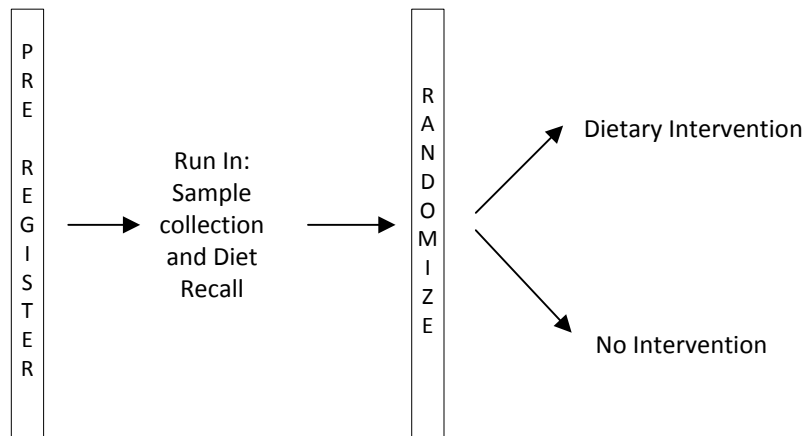 PRE REGISTER
Run In:
Sample
collection
and Diet
Recall
RANDOMIZE
Dietary Intervention
No Intervention